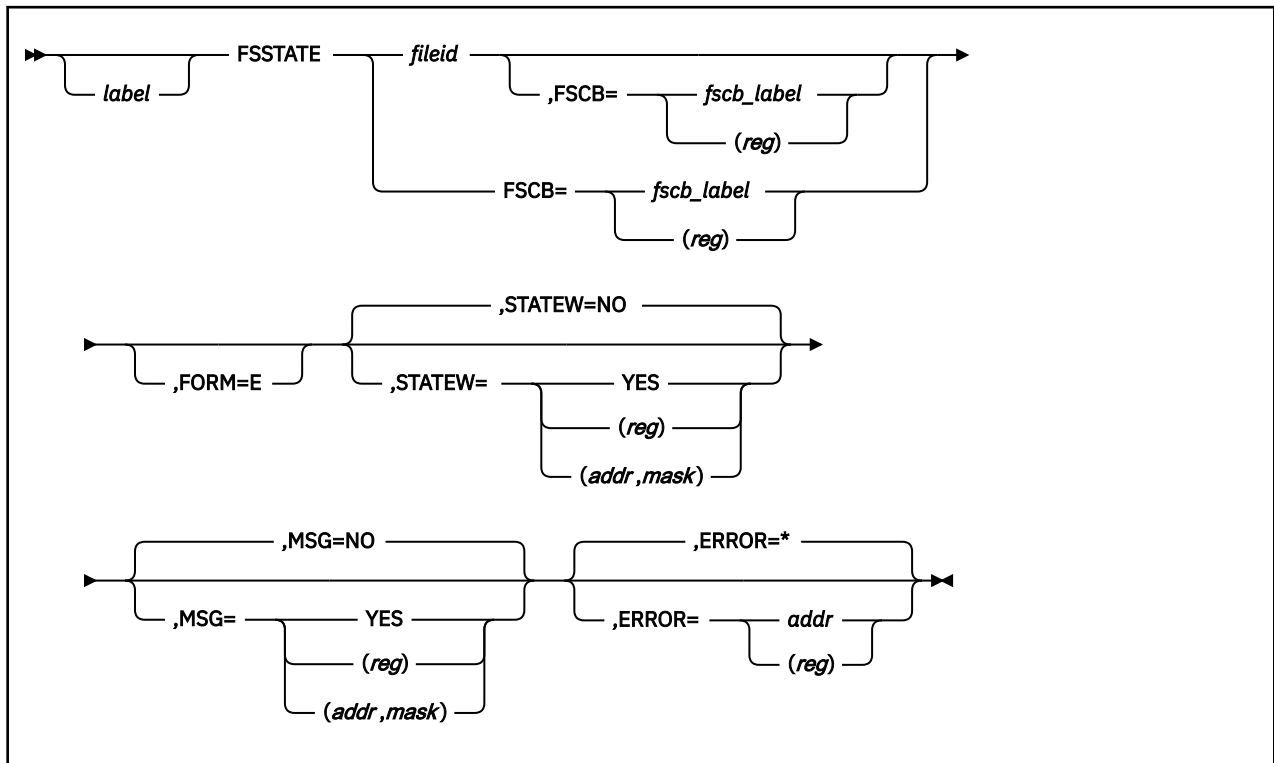 FSSTATE fileid
label ,FSCB= fscb_label
(reg)
FSCB= fscb_label
(reg)
,STATEW=NO
,FORM=E ,STATEW= YES
(reg)
(addr ,mask)
,MSG=NO ,ERROR=*
,MSG= YES ,ERROR= addr
(reg) (reg)
(addr ,mask)